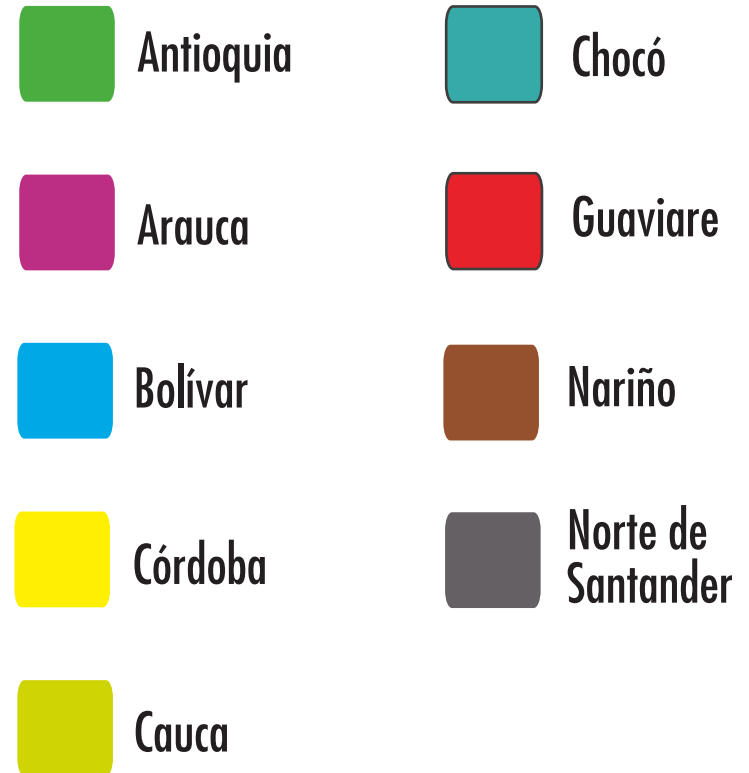 Antioquia
Arauca
Bolívar
Córdoba
Cauca
Chocó
Guaviare
Nariño
Norte de
Santander